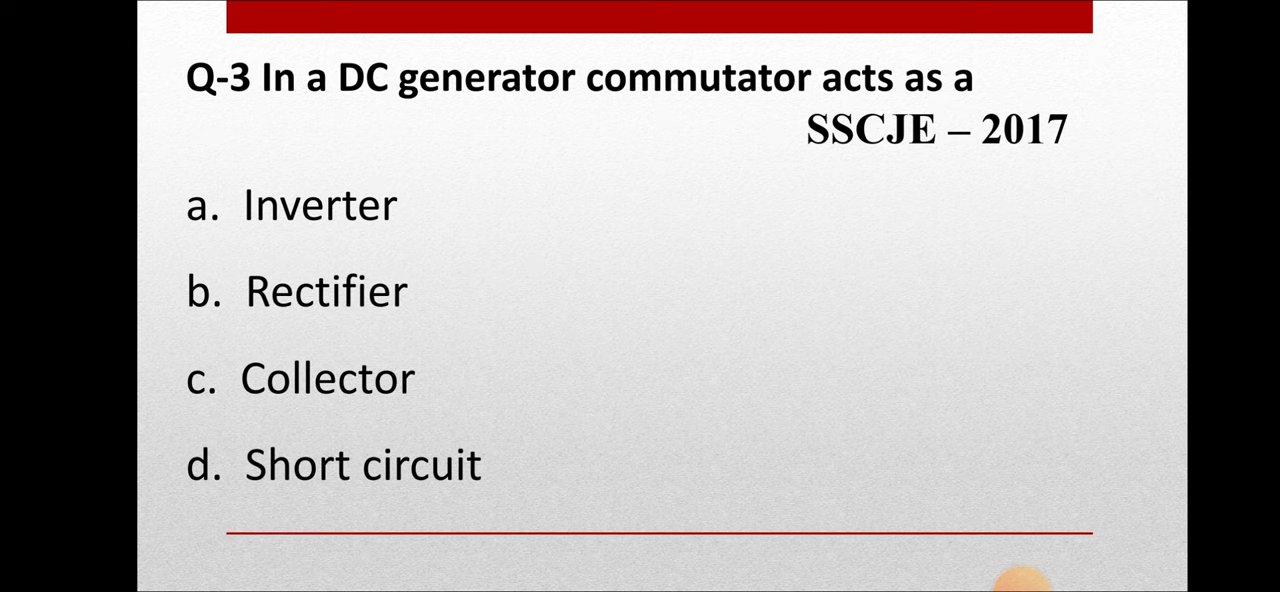 Q-3 In a DC generator commutator acts as a
SSCJE – 2017
a. Inverter
b. Rectifier
c. Collector
d. Short circuit